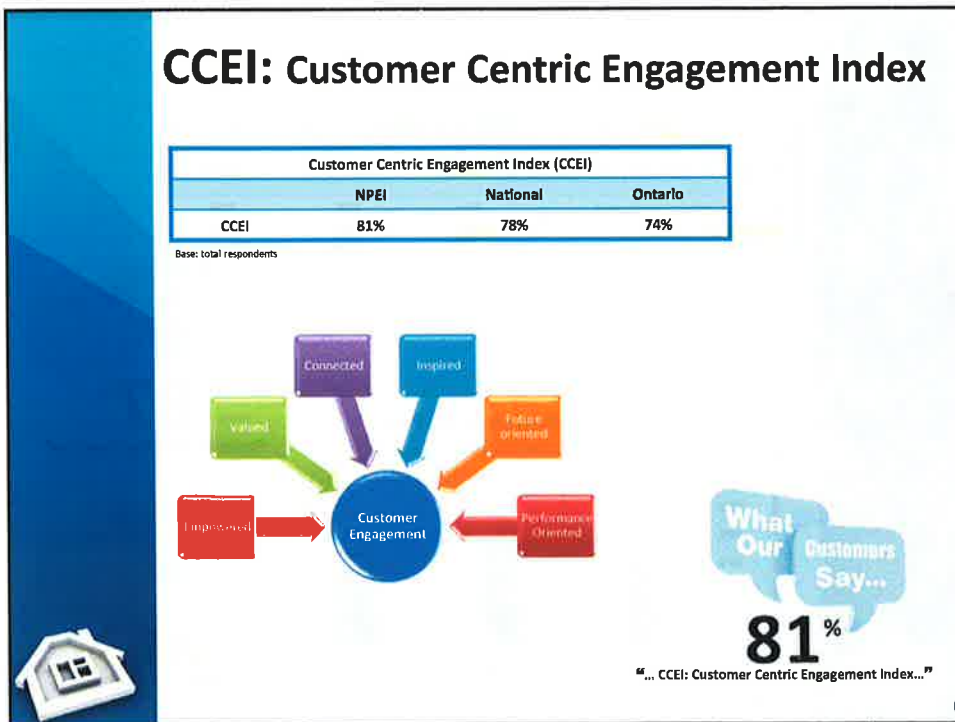 CCEI: Customer Centric Engagement Index
Customer Centric Engagement Index (CCEI)
NPEI National Ontario
CCEI 81% 78% 74%
Base: total respondents
Connected
Inspired
Valued
Future
oriented
Empowered
Customer
Engagement
Performance
Oriented
What
Our
Customers
Say...
81%
"... CCEI: Customer Centric Engagement Index..."